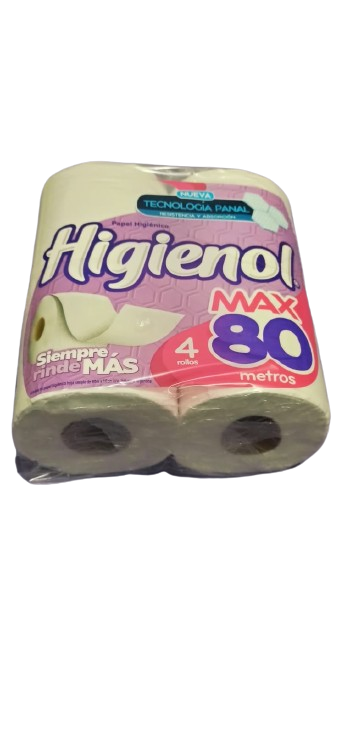 NUEVA
TECNOLOGÍA PANAL
RESISTENCIA Y ABSORCIÓN
Papel Higiénico
Higienol
MAX
80
metros
4
rollos
Siempre
rinde MÁS